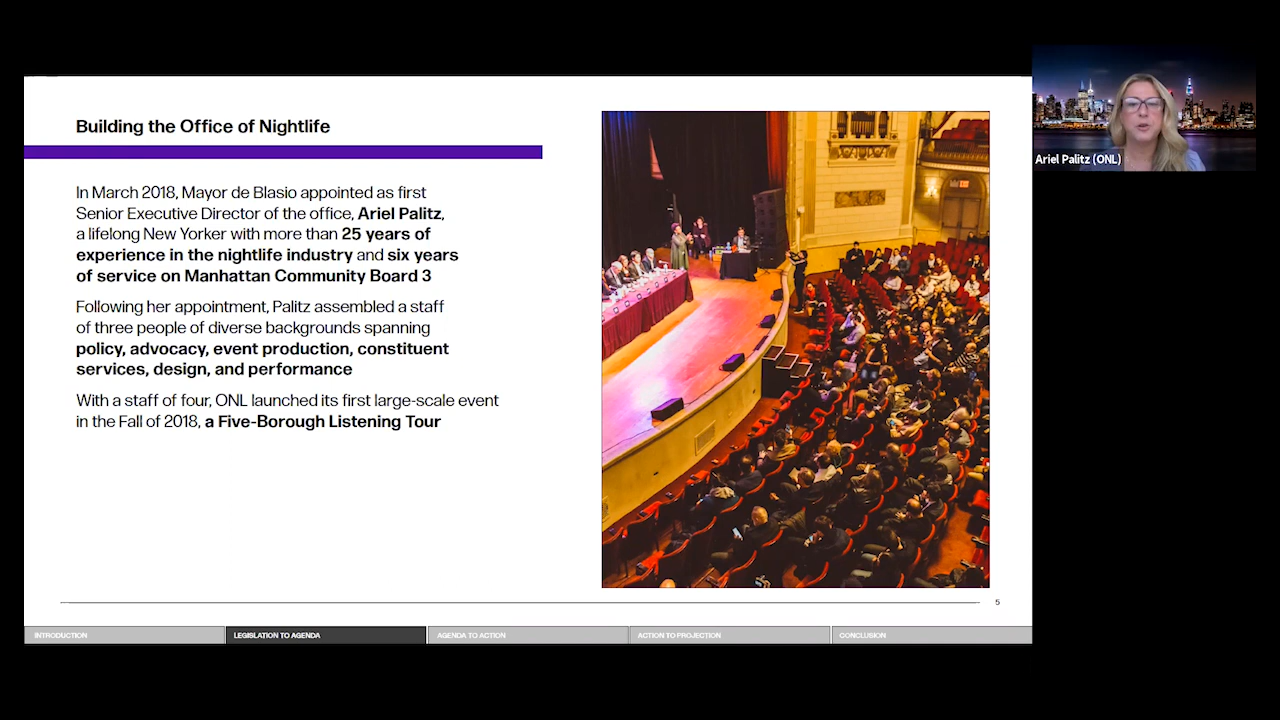 Building the Office of Nightlife
In March 2018, Mayor de Blasio appointed as first
Senior Executive Director of the office, Ariel Palitz,
a lifelong New Yorker with more than 25 years of
experience in the nightlife industry and six years
of service on Manhattan Community Board 3
Following her appointment, Palitz assembled a staff
of three people of diverse backgrounds spanning
policy, advocacy, event production, constituent
services, design, and performance
With a staff of four, ONL launched its first large-scale event
in the Fall of 2018, a Five-Borough Listening Tour
5
INTRODUCTION
LEGISLATION TO AGENDA
AGENDA TO ACTION
ACTION TO PROJECTION
CONCLUSION
Ariel Palitz (ONL)